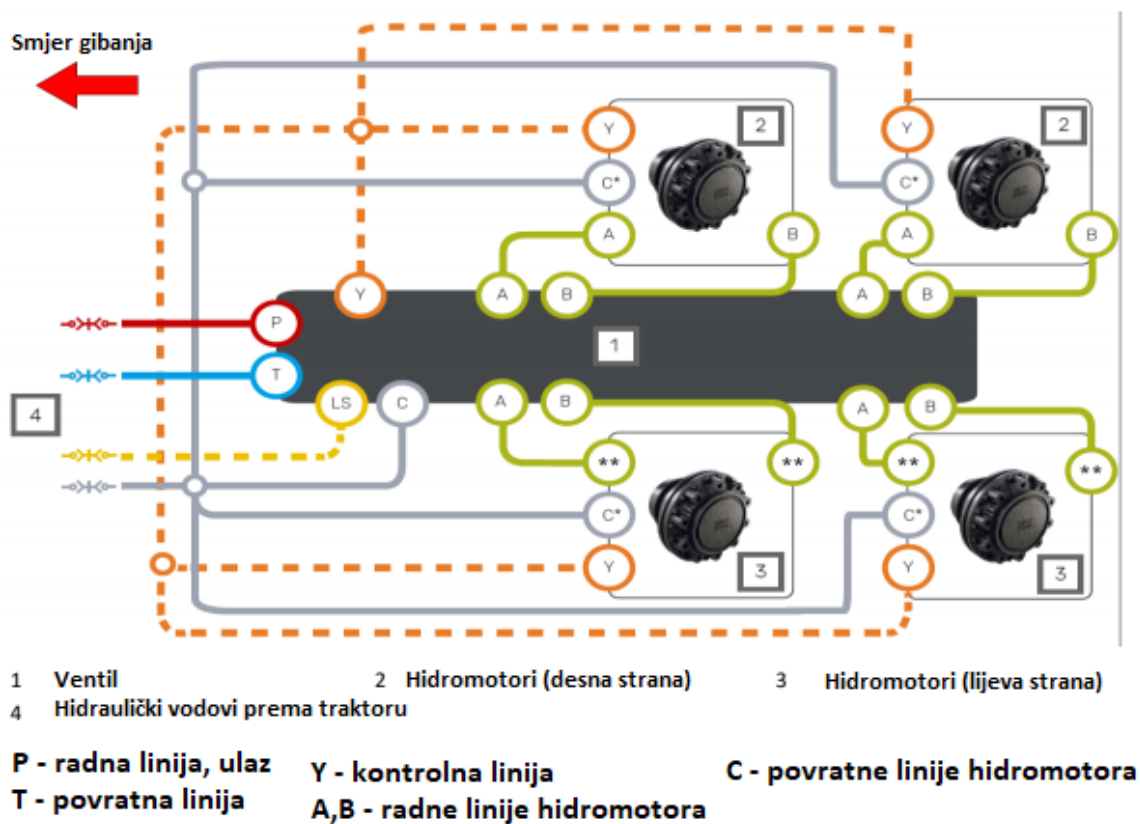 Smjer gibanja
Y 2 Y 2
C* C*
A B A B
Y A B A B
P
1
T
4
LS C A B A B
** ** ** **
C* C*
Y 3 Y 3
1 Ventil 2 Hidromotori (desna strana) 3 Hidromotori (lijeva strana)
4 Hidraulički vodovi prema traktoru
P - radna linija, ulaz Y - kontrolna linija C - povratne linije hidromotora
T - povratna linija A,B - radne linije hidromotora